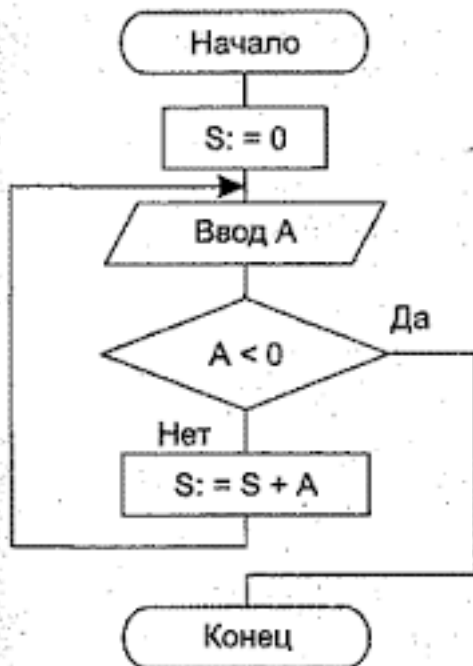 Начало
S: = 0
Ввод A
A < 0
Да
Нет
S: = S + A
Конец